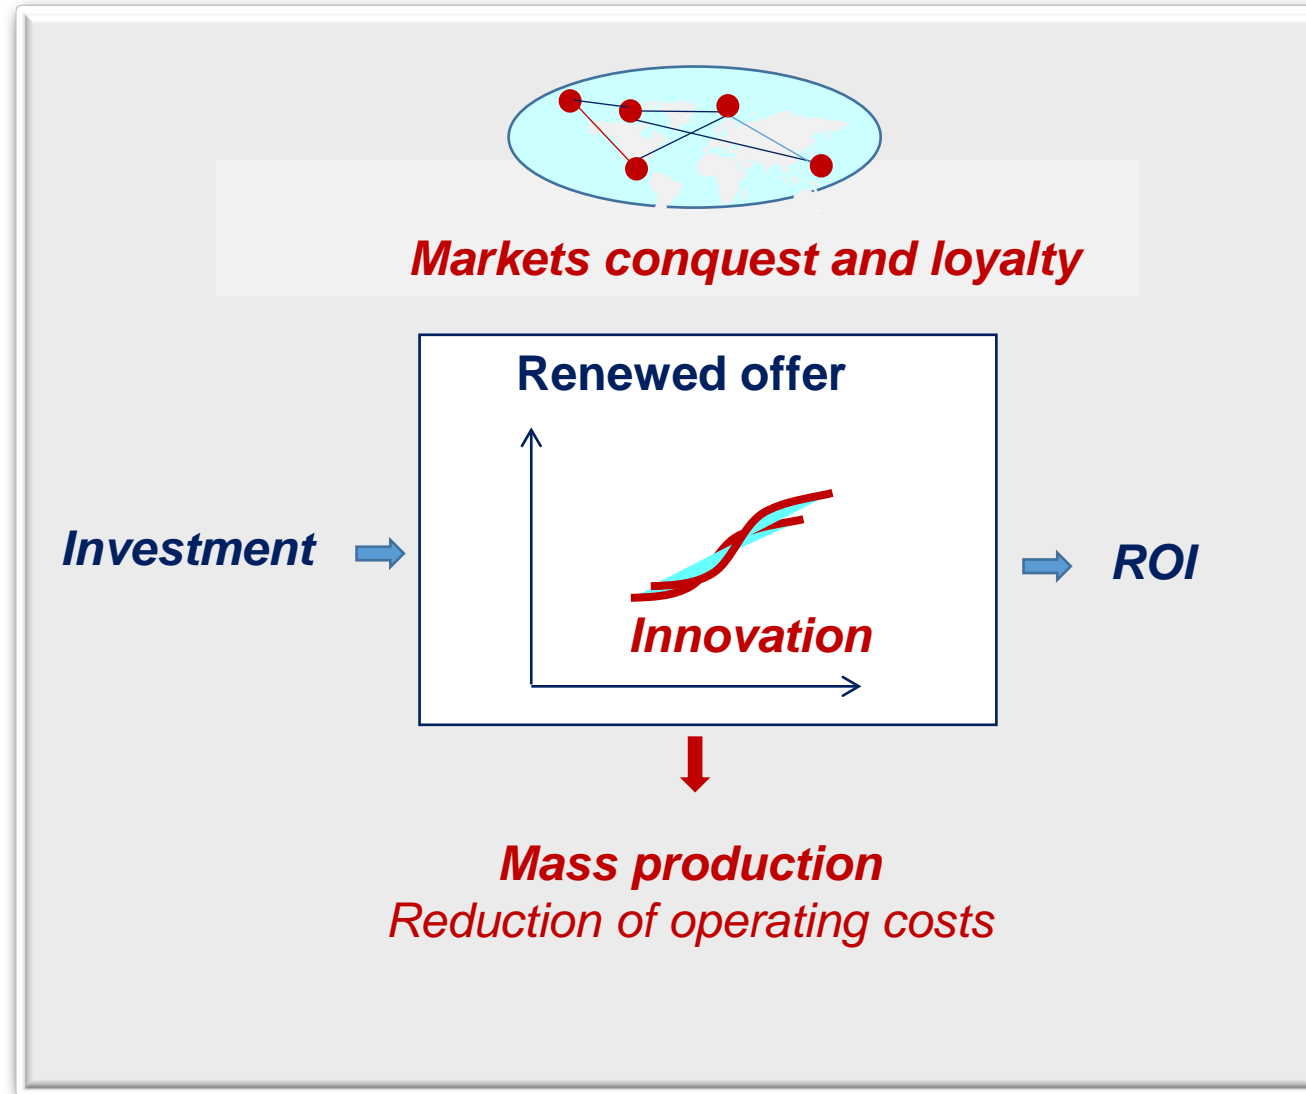 Markets conquest and loyalty
Renewed offer
Investment
ROI
Innovation
Mass production
Reduction of operating costs